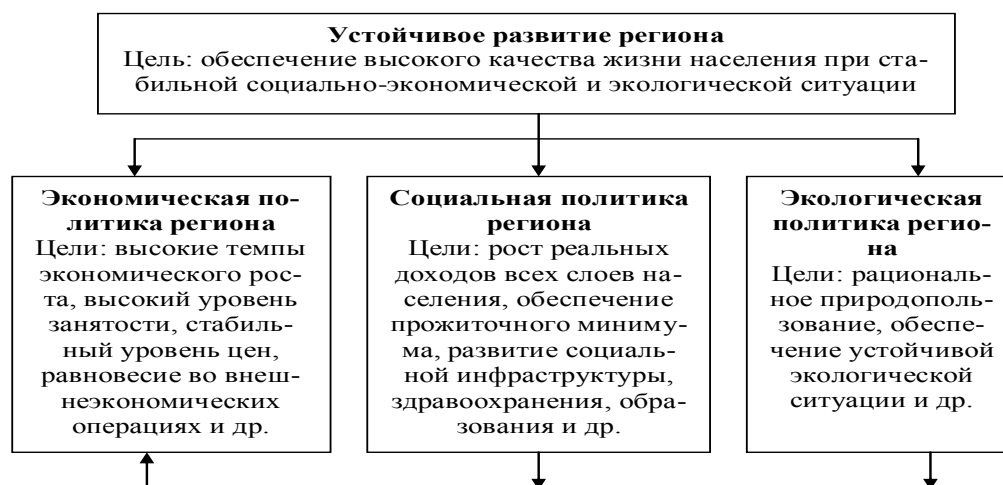 Устойчивое развитие региона
Цель: обеспечение высокого качества жизни населения при ста-
бильной социально-экономической и экологической ситуации
Экономическая по-
литика региона
Цели: высокие темпы
экономического рос-
та, высокий уровень
занятости, стабиль-
ный уровень цен,
равновесие во внеш-
неэкономических
операциях и др.
Социальная политика
региона
Цели: рост реальных
доходов всех слоев на-
селения, обеспечение
прожиточного миниму-
ма, развитие социаль-
ной инфраструктуры,
здравоохранения, обра-
зования и др.
Экологическая
политика регио-
на
Цели: рациональ-
ное природополь-
зование, обеспе-
чение устойчивой
экологической
ситуации и др.